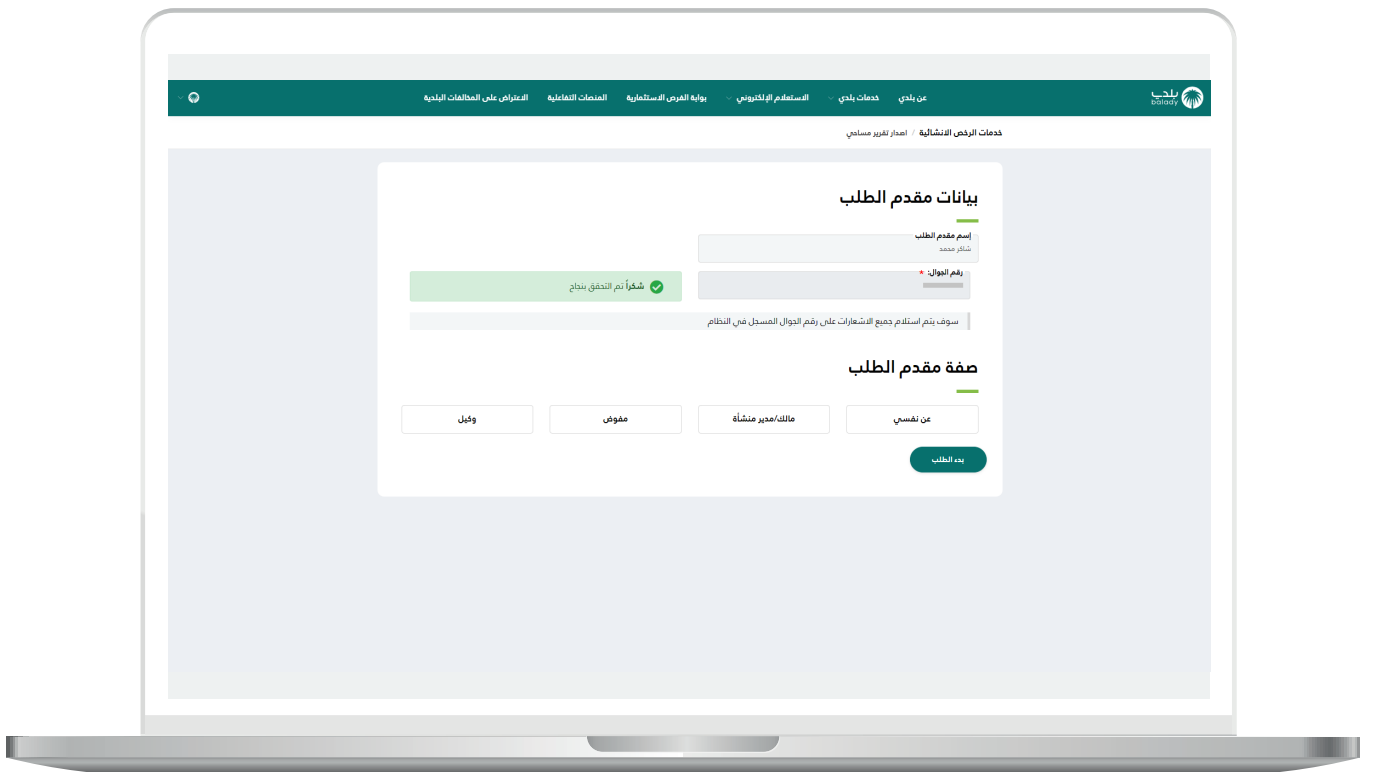 بلدي
balady
عن بلدي خدمات بلدي الاستعلام الإلكتروني بوابة الفرص الاستثمارية المنصات التفاعلية الاعتراض على المخالفات البلدية
خدمات الرخص الانشائية / اصدار تقرير مساحي
بيانات مقدم الطلب
إسم مقدم الطلب
شاكر محمد
رقم الجوال: *
شكراً تم التحقق بنجاح
سوف يتم استلام جميع الاشعارات على رقم الجوال المسجل في النظام
صفة مقدم الطلب
عن نفسي مالك/مدير منشأة مفوض وكيل
بدء الطلب